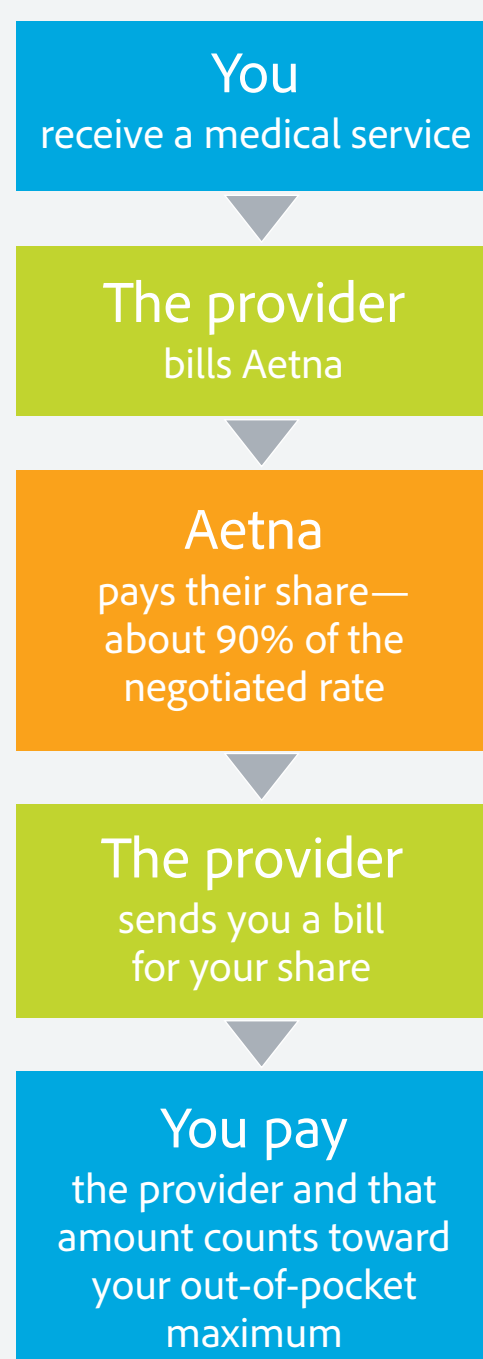 You
receive a medical service
The provider
bills Aetna
Aetna
pays their share—
about 90% of the
negotiated rate
The provider
sends you a bill
for your share
You pay
the provider and that
amount counts toward
your out-of-pocket
maximum